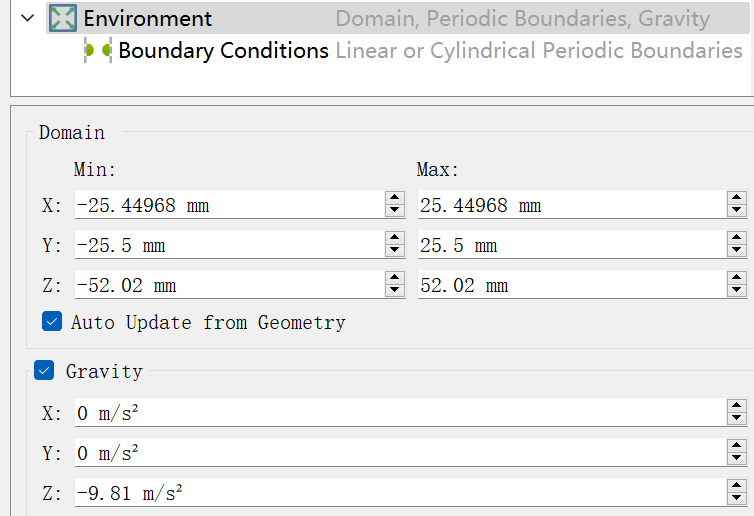 Environment Domain, Periodic Boundaries, Gravity
Boundary Conditions Linear or Cylindrical Periodic Boundaries
Domain
Min: Max:
X: -25.44968 mm 25.44968 mm
Y: -25.5 mm 25.5 mm
Z: -52.02 mm 52.02 mm
Auto Update from Geometry
Gravity
X: 0 m/s²
Y: 0 m/s²
Z: -9.81 m/s²